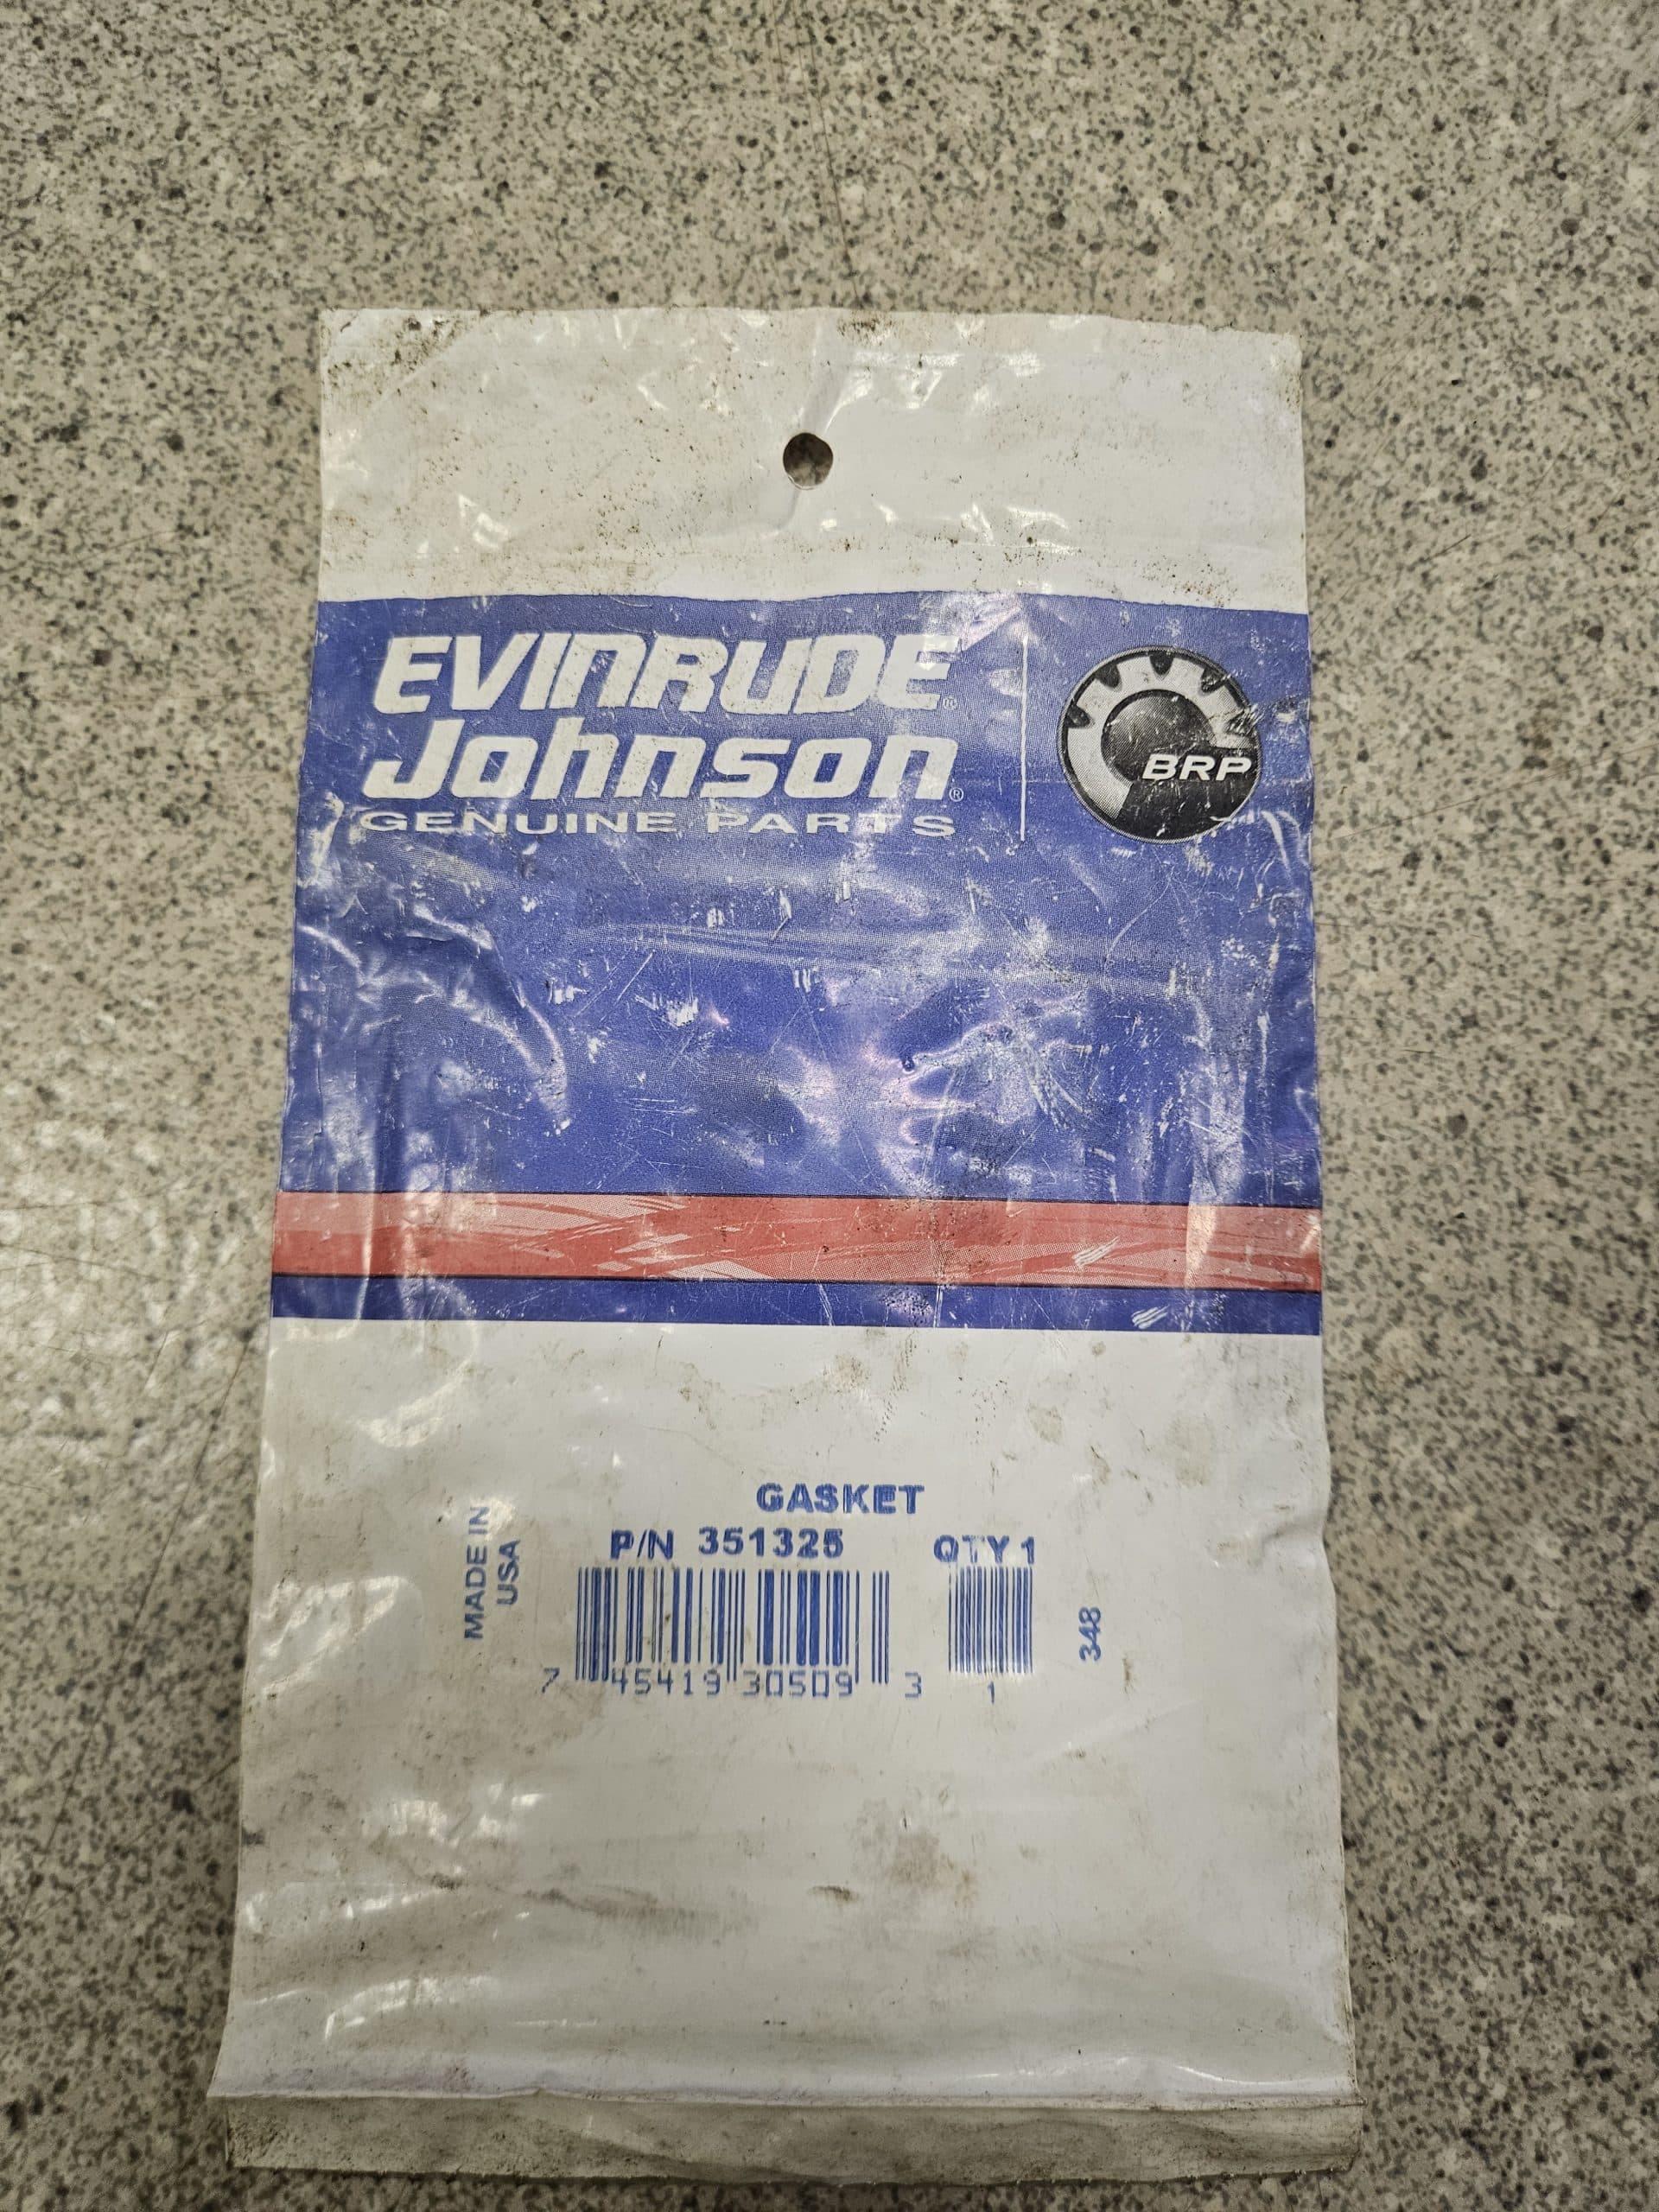 EVINRUDE®
Johnson®
GENUINE PARTS
BRP
GASKET
P/N 351325 QTY 1
MADE IN
USA
348
7 45419 30509 3 1